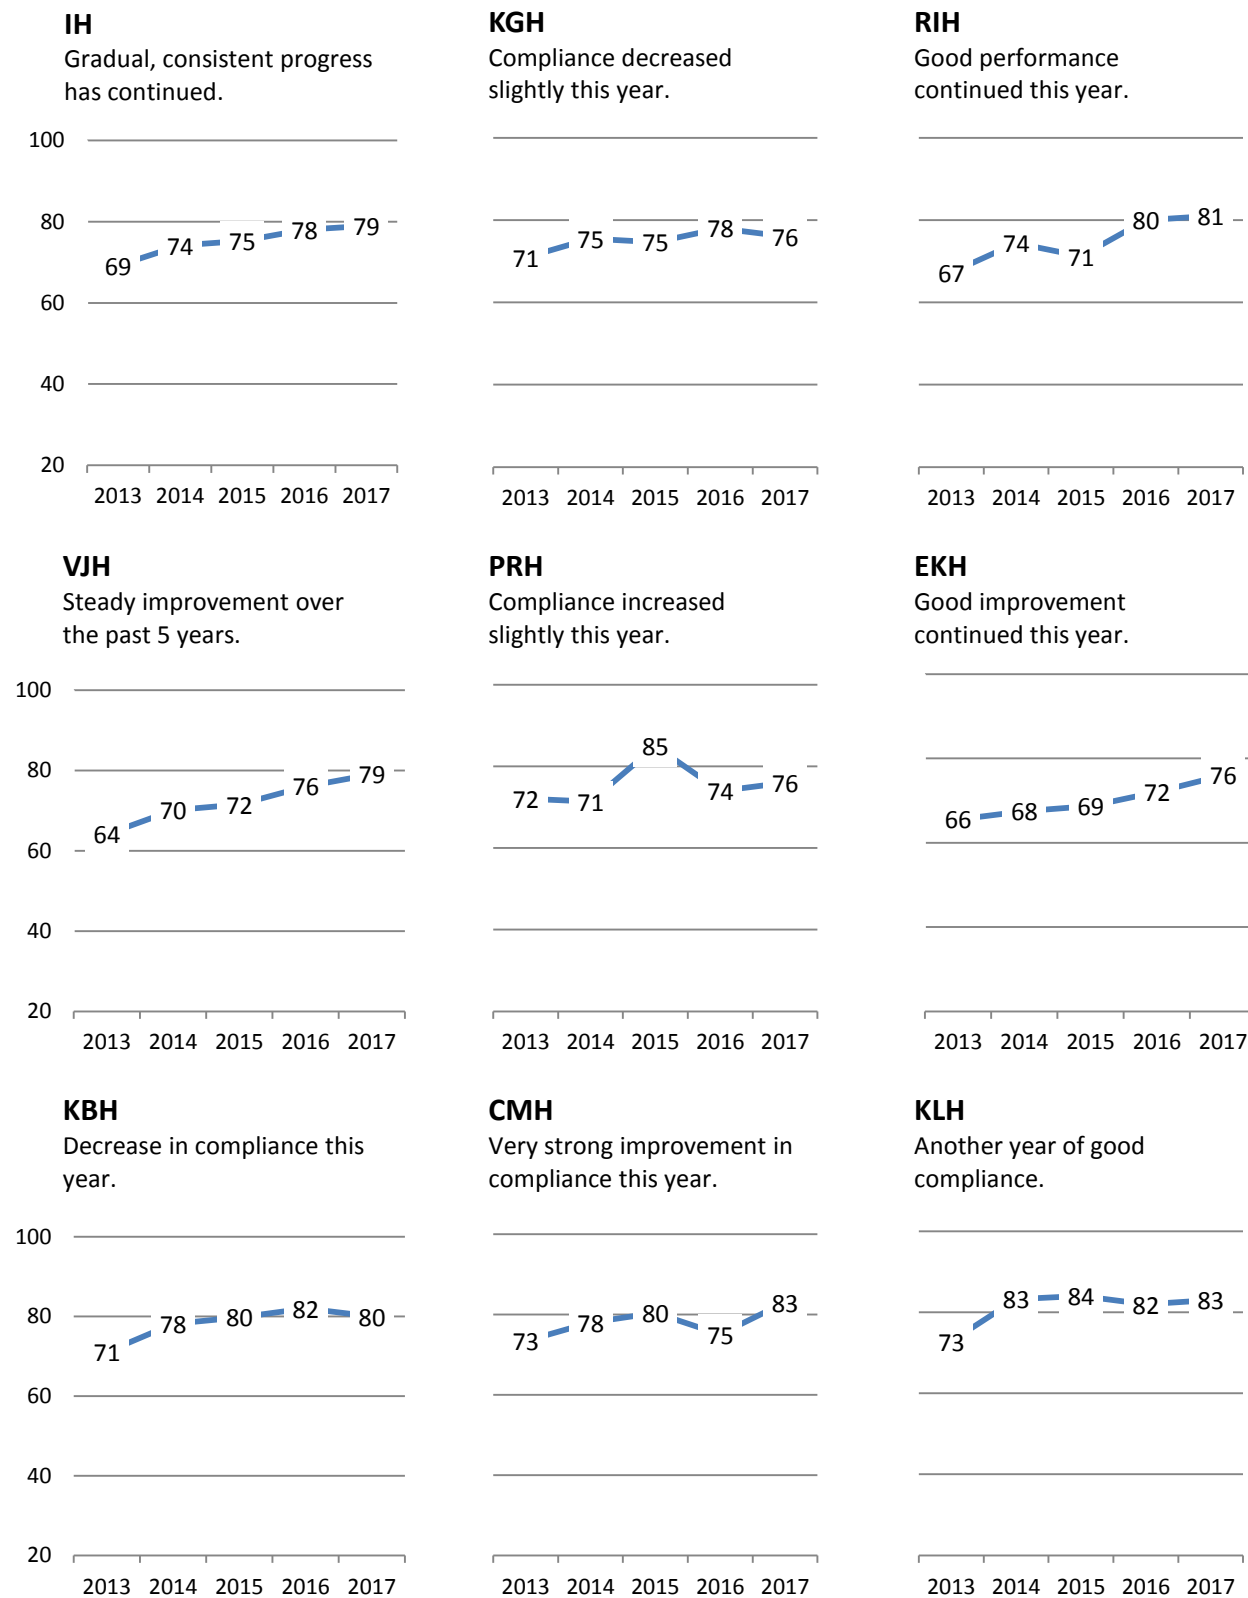 IH
Gradual, consistent progress
has continued.
KGH
Compliance decreased
slightly this year.
RIH
Good performance
continued this year.
100
80
60
40
20
69
74
75
78
79
2013 2014 2015 2016 2017
71
75
75
78
76
2013 2014 2015 2016 2017
67
74
71
80
81
2013 2014 2015 2016 2017
VJH
Steady improvement over
the past 5 years.
PRH
Compliance increased
slightly this year.
EKH
Good improvement
continued this year.
100
80
60
40
20
64
70
72
76
79
2013 2014 2015 2016 2017
72
71
85
74
76
2013 2014 2015 2016 2017
66
68
69
72
76
2013 2014 2015 2016 2017
KBH
Decrease in compliance this
year.
CMH
Very strong improvement in
compliance this year.
KLH
Another year of good
compliance.
100
80
60
40
20
71
78
80
82
80
2013 2014 2015 2016 2017
73
78
80
75
83
2013 2014 2015 2016 2017
73
83
84
82
83
2013 2014 2015 2016 2017